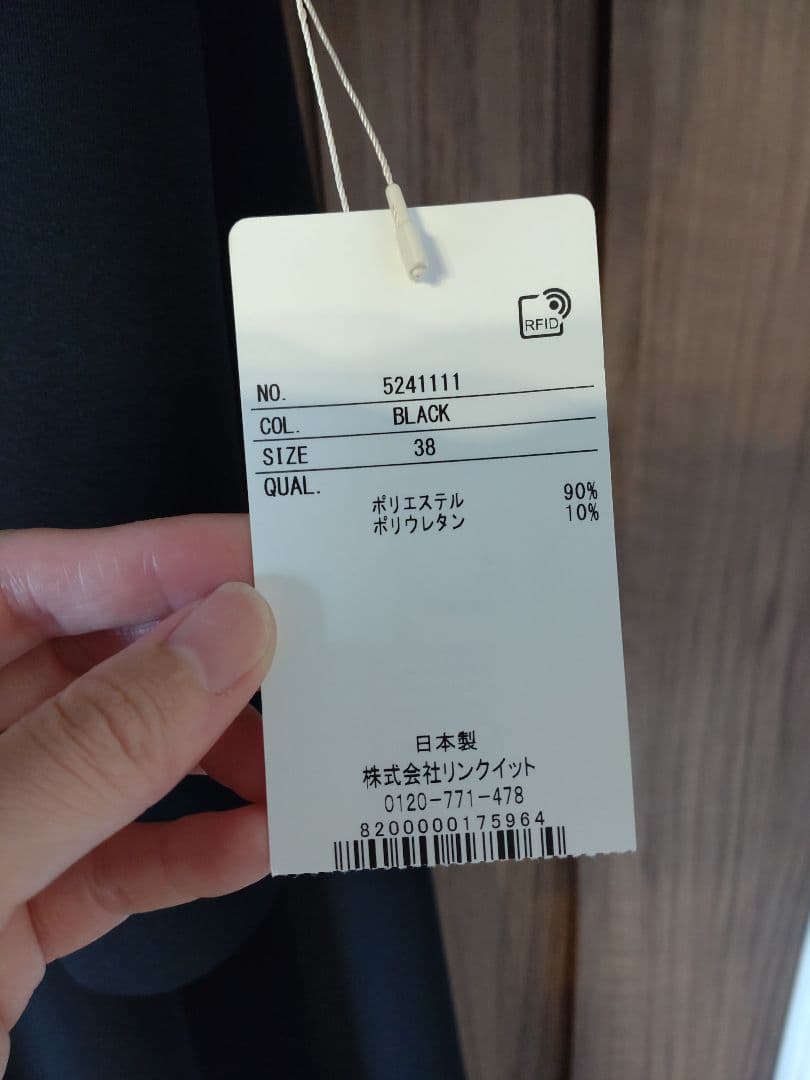 RFID
NO. 5241111
COL. BLACK
SIZE 38
QUAL.
ポリエステル 90%
ポリウレタン 10%
日本製
株式会社リンクイット
0120-771-478
8200000175964